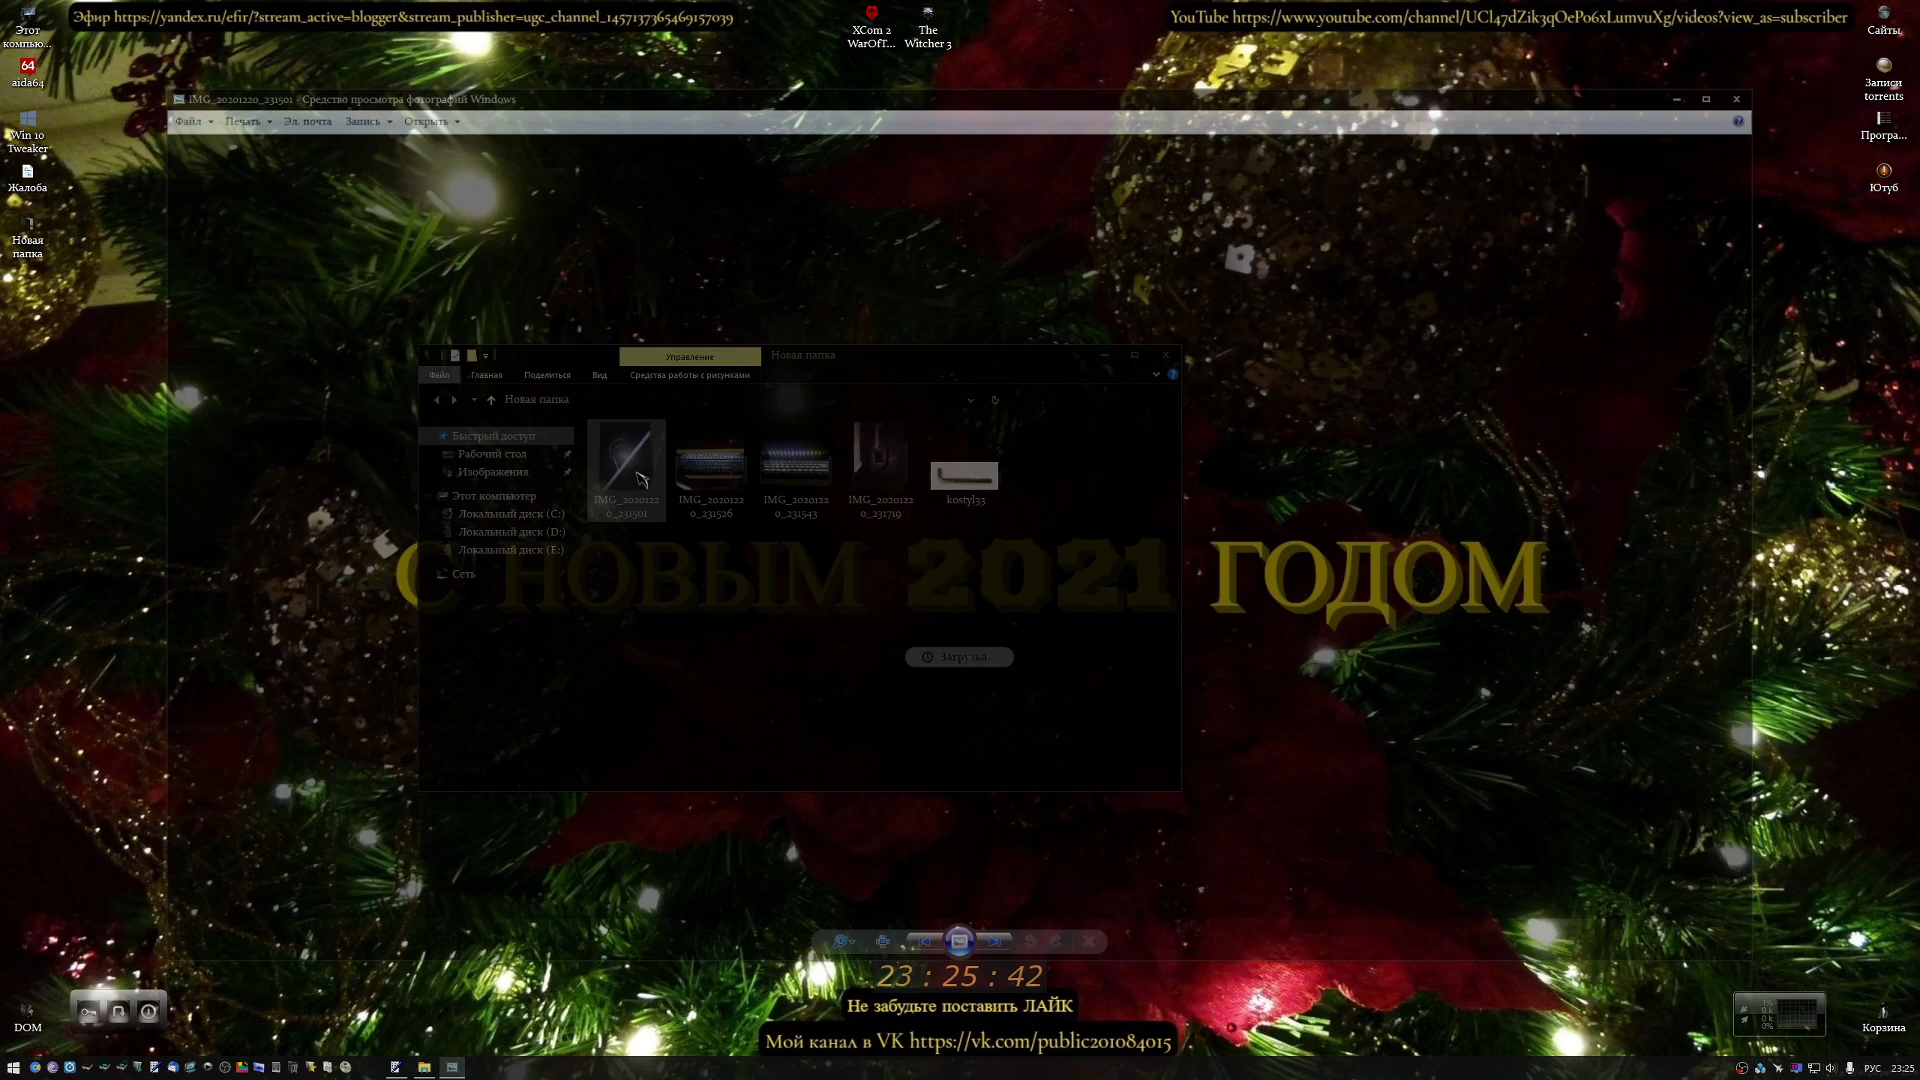 Эфир https://yandex.ru/efir/?stream_active=blogger&stream_publisher=ugc_channel_1457137365469157039
YouTube https://www.youtube.com/channel/UCl47dZik3qOePo6xLumvuXg/videos?view_as=subscriber
Этот
компью...
aida64
Win 10
Tweaker
Жалоба
Новая
папка
XCom 2
WarOfT...
The
Witcher 3
Сайты
Записи
torrents
Програ...
Ютуб
IMG_20201220_231501 - Средство просмотра фотографий Windows
Файл
Печать
Эл. почта
Запись
Открыть
Управление
Новая папка
Файл
Главная
Поделиться
Вид
Средства работы с рисунками
Новая папка
Быстрый доступ
Рабочий стол
Изображения
Этот компьютер
Локальный диск (C:)
Локальный диск (D:)
Локальный диск (E:)
Сеть
IMG_2020122
0_231501
IMG_2020122
0_231526
IMG_2020122
0_231543
IMG_2020122
0_231719
kostyl33
С НОВЫМ 2021 ГОДОМ
Загрузка...
23 : 25 : 42
Не забудьте поставить ЛАЙК
Мой канал в VK https://vk.com/public201084015
DOM
1%
0 k
0 k
0%
Корзина
РУС
23:25